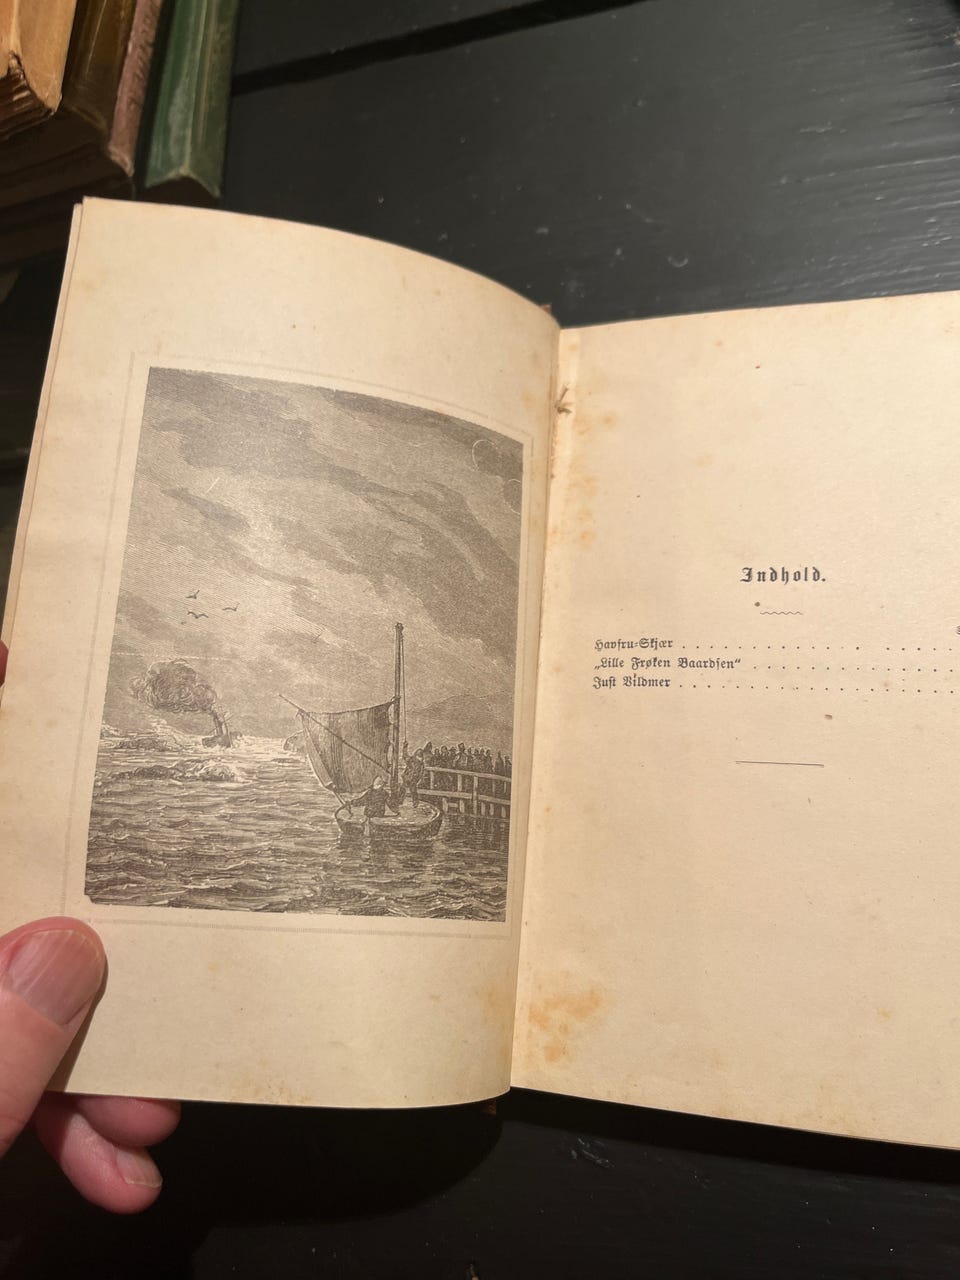 Indhold.
Havfru-Skjær . . . . . . . . . . . . . . . .
„Lille Frøken Baardsen“ . . . . . . . . . . . .
Just Vildmer . . . . . . . . . . . . . . . .